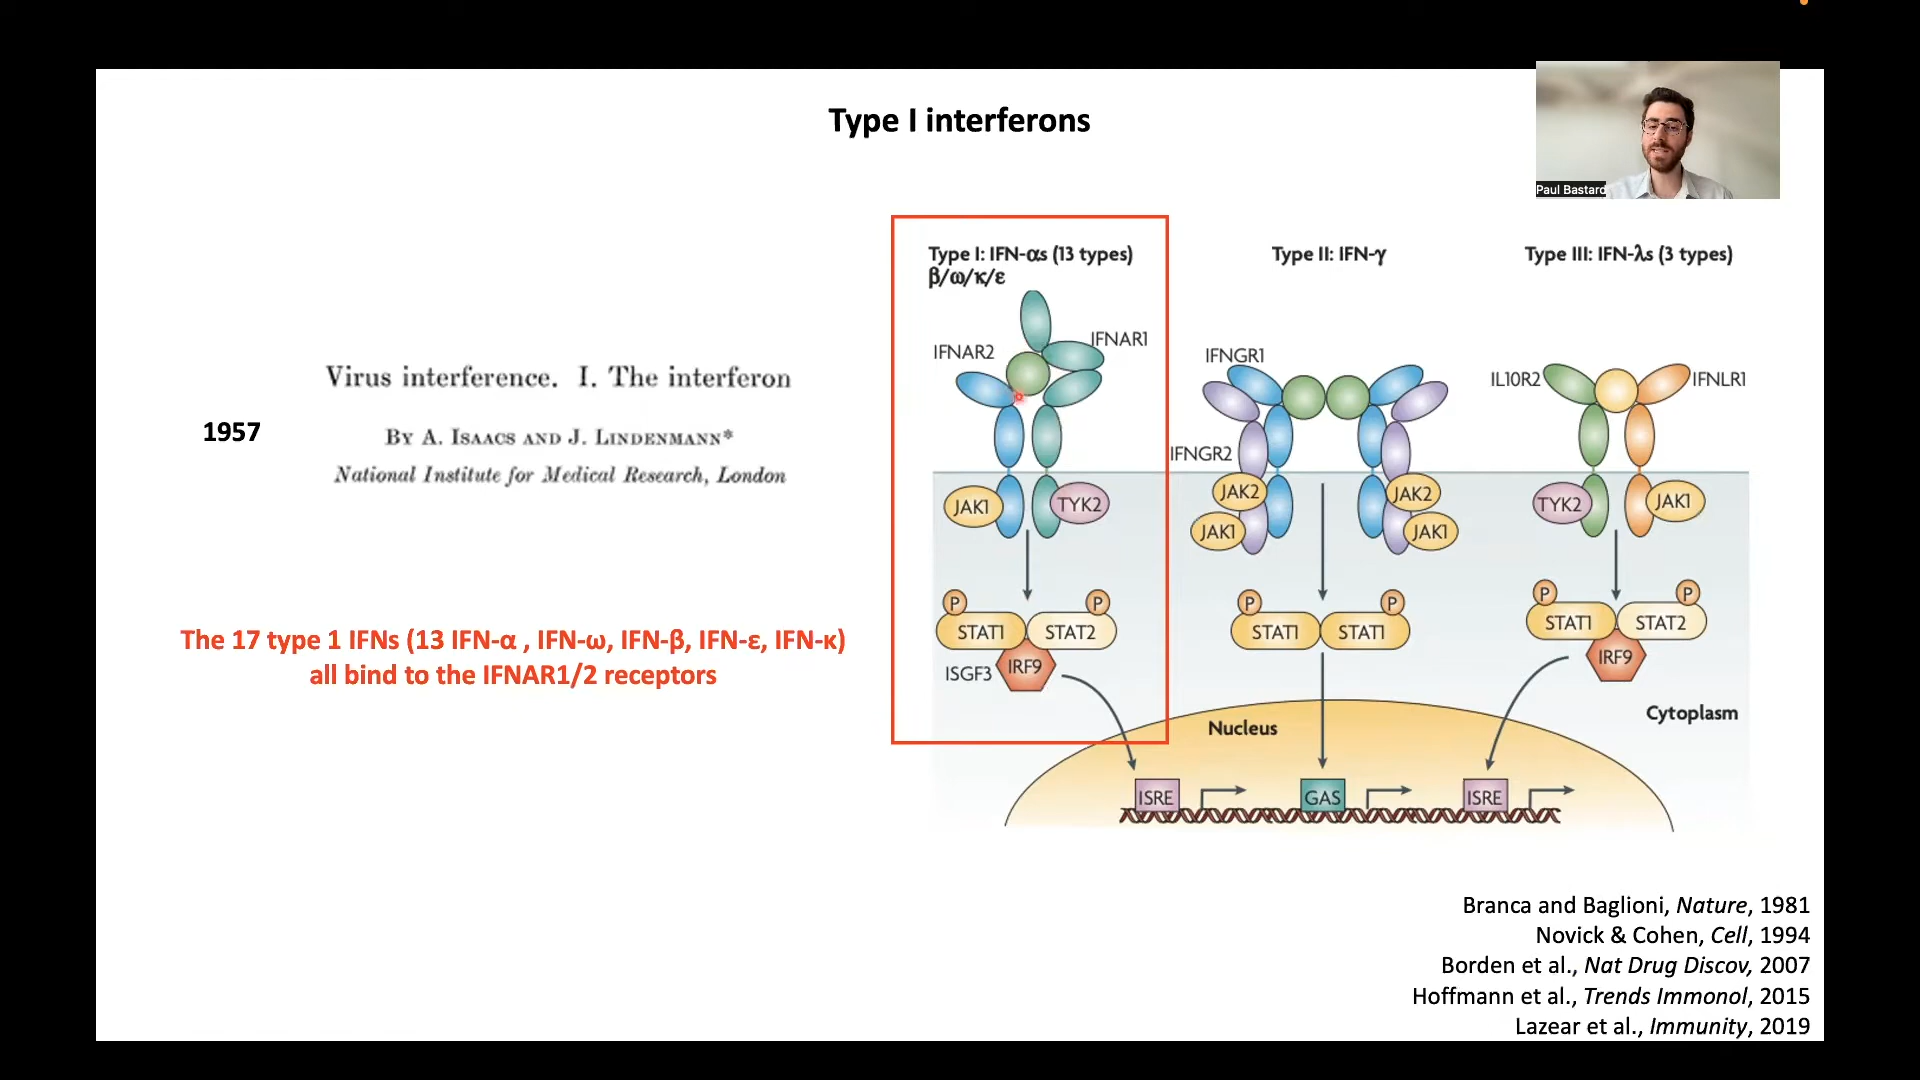 Type I interferons
Paul Bastard
1957
Virus interference. I. The interferon
By A. Isaacs and J. Lindenmann*
National Institute for Medical Research, London
The 17 type 1 IFNs (13 IFN-α , IFN-ω, IFN-β, IFN-ε, IFN-κ)
all bind to the IFNAR1/2 receptors
Type I: IFN-αs (13 types)
β/ω/κ/ε
IFNAR2
IFNAR1
JAK1
TYK2
P
P
STAT1
STAT2
ISGF3
IRF9
Type II: IFN-γ
IFNGR1
IFNGR2
JAK2
JAK2
JAK1
JAK1
P
P
STAT1
STAT1
Type III: IFN-λs (3 types)
IL10R2
IFNLR1
TYK2
JAK1
P
P
STAT1
STAT2
IRF9
Nucleus
Cytoplasm
ISRE
GAS
ISRE
Branca and Baglioni, Nature, 1981
Novick & Cohen, Cell, 1994
Borden et al., Nat Drug Discov, 2007
Hoffmann et al., Trends Immonol, 2015
Lazear et al., Immunity, 2019